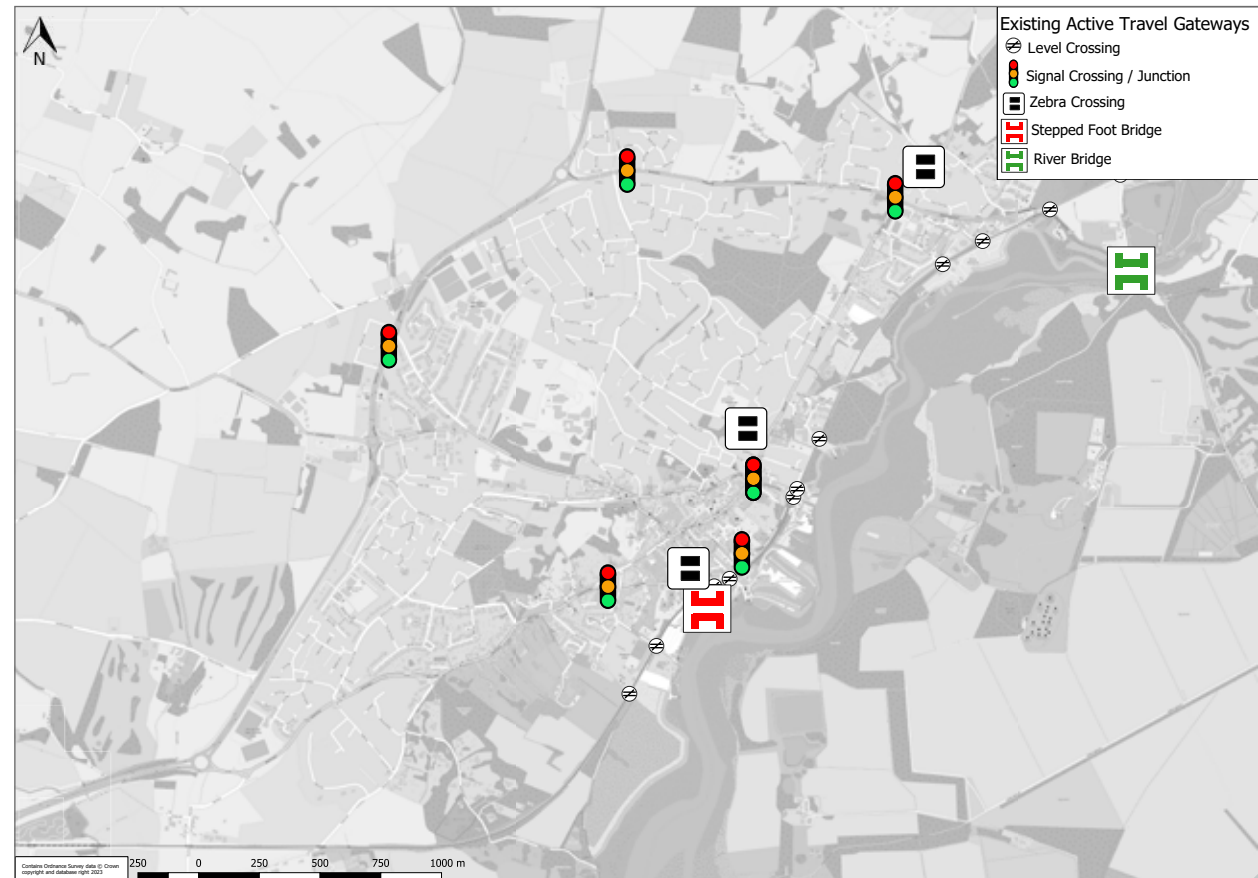 N
Existing Active Travel Gateways
Level Crossing
Signal Crossing / Junction
Zebra Crossing
Stepped Foot Bridge
River Bridge
Contains Ordnance Survey data © Crown
copyright and database right 2023
250 0 250 500 750 1000 m